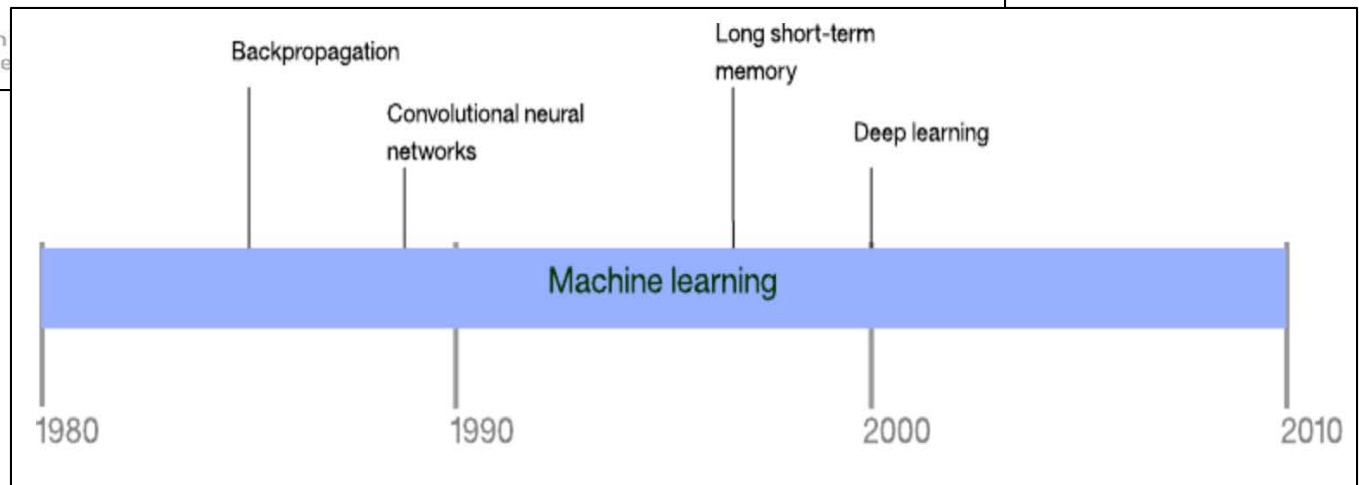 Backpropagation
Convolutional neural
networks
Long short-term
memory
Deep learning
Machine learning
1980
1990
2000
2010